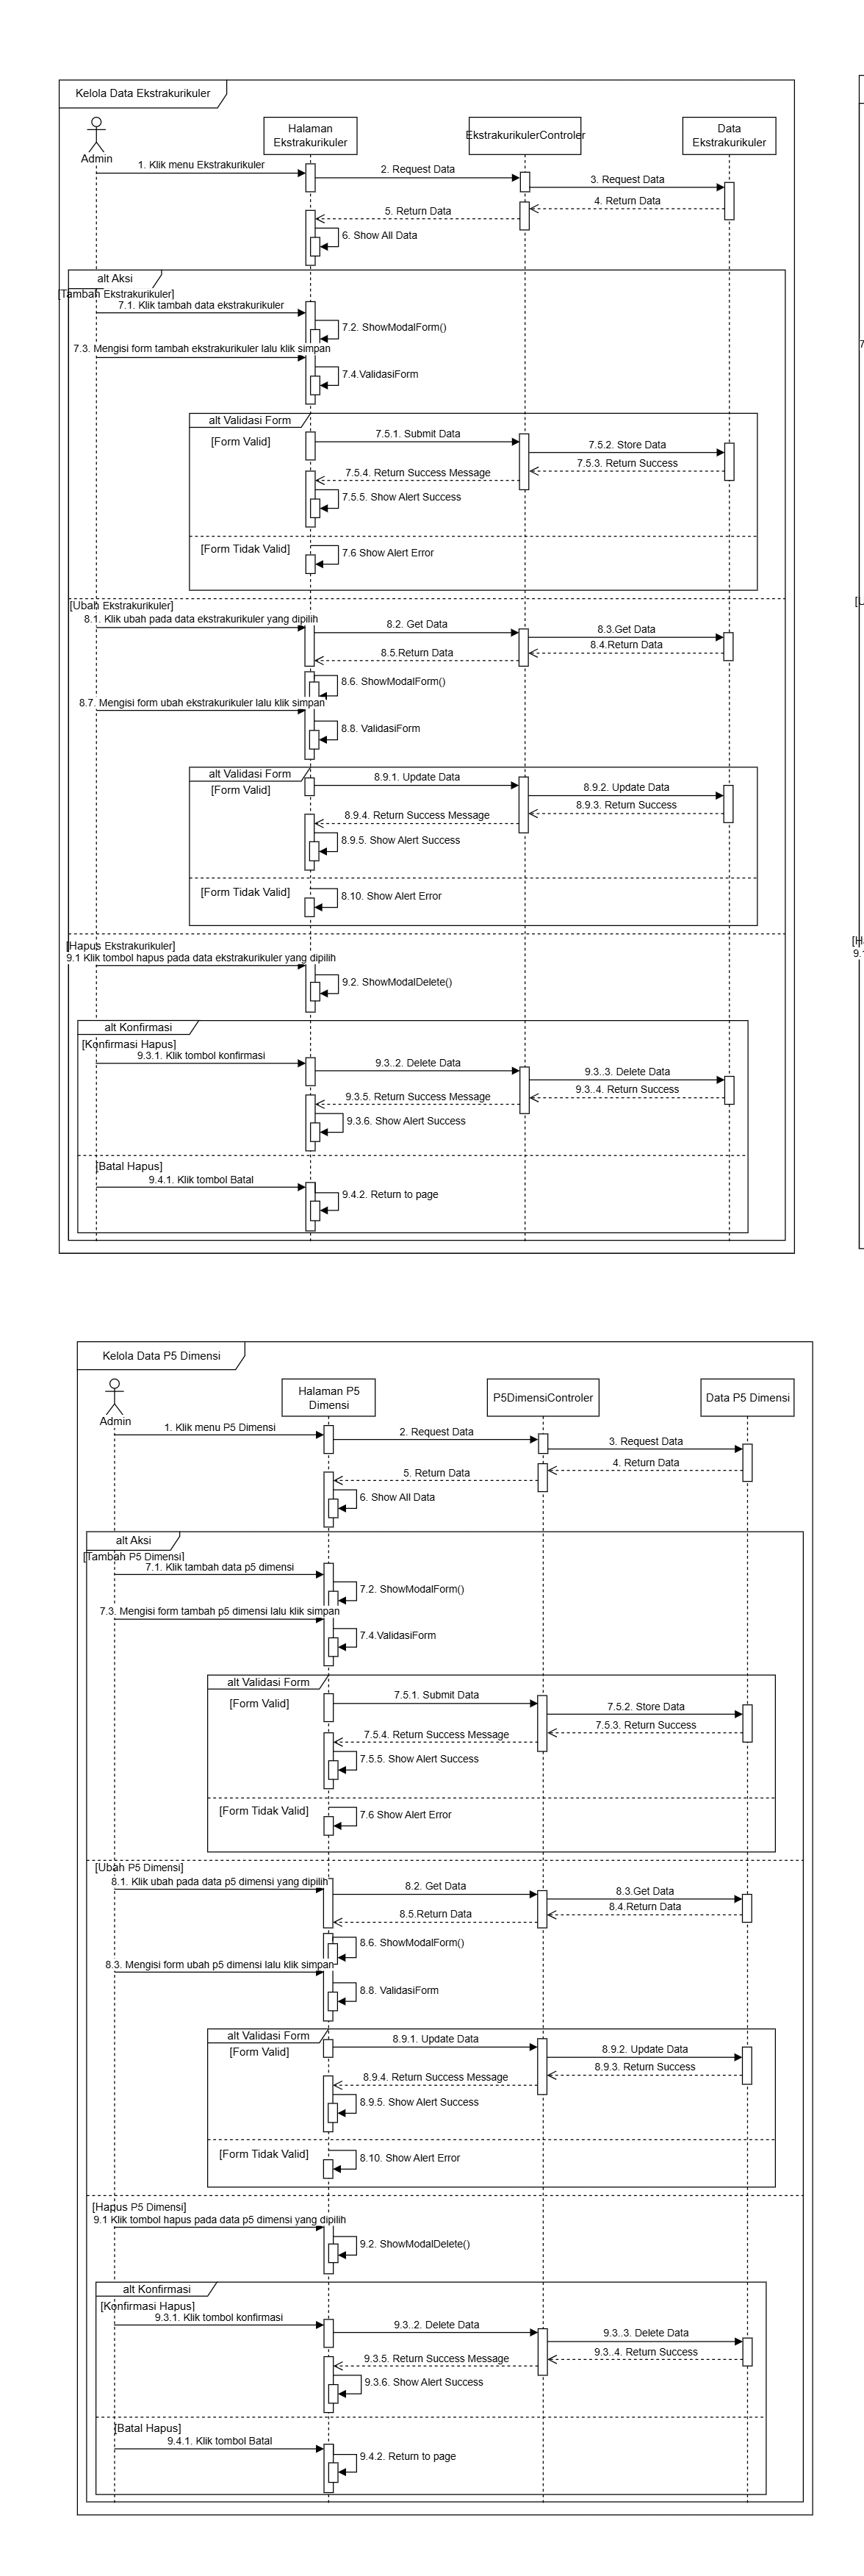 Kelola Data Ekstrakurikuler
Admin
Halaman
Ekstrakurikuler
EkstrakurikulerControler
Data
Ekstrakurikuler
1. Klik menu Ekstrakurikuler
2. Request Data
3. Request Data
4. Return Data
5. Return Data
6. Show All Data
alt Aksi
[Tambah Ekstrakurikuler]
7.1. Klik tambah data ekstrakurikuler
7.2. ShowModalForm()
7.3. Mengisi form tambah ekstrakurikuler lalu klik simpan
7.4.ValidasiForm
alt Validasi Form
[Form Valid]
7.5.1. Submit Data
7.5.2. Store Data
7.5.3. Return Success
7.5.4. Return Success Message
7.5.5. Show Alert Success
[Form Tidak Valid]
7.6 Show Alert Error
[Ubah Ekstrakurikuler]
8.1. Klik ubah pada data ekstrakurikuler yang dipilih
8.2. Get Data
8.3.Get Data
8.4.Return Data
8.5.Return Data
8.6. ShowModalForm()
8.7. Mengisi form ubah ekstrakurikuler lalu klik simpan
8.8. ValidasiForm
alt Validasi Form
[Form Valid]
8.9.1. Update Data
8.9.2. Update Data
8.9.3. Return Success
8.9.4. Return Success Message
8.9.5. Show Alert Success
[Form Tidak Valid]
8.10. Show Alert Error
[Hapus Ekstrakurikuler]
9.1 Klik tombol hapus pada data ekstrakurikuler yang dipilih
9.2. ShowModalDelete()
alt Konfirmasi
[Konfirmasi Hapus]
9.3.1. Klik tombol konfirmasi
9.3..2. Delete Data
9.3..3. Delete Data
9.3..4. Return Success
9.3.5. Return Success Message
9.3.6. Show Alert Success
[Batal Hapus]
9.4.1. Klik tombol Batal
9.4.2. Return to page
Kelola Data P5 Dimensi
Admin
Halaman P5
Dimensi
P5DimensiControler
Data P5 Dimensi
1. Klik menu P5 Dimensi
2. Request Data
3. Request Data
4. Return Data
5. Return Data
6. Show All Data
alt Aksi
[Tambah P5 Dimensi]
7.1. Klik tambah data p5 dimensi
7.2. ShowModalForm()
7.3. Mengisi form tambah p5 dimensi lalu klik simpan
7.4.ValidasiForm
alt Validasi Form
[Form Valid]
7.5.1. Submit Data
7.5.2. Store Data
7.5.3. Return Success
7.5.4. Return Success Message
7.5.5. Show Alert Success
[Form Tidak Valid]
7.6 Show Alert Error
[Ubah P5 Dimensi]
8.1. Klik ubah pada data p5 dimensi yang dipilih
8.2. Get Data
8.3.Get Data
8.4.Return Data
8.5.Return Data
8.6. ShowModalForm()
8.3. Mengisi form ubah p5 dimensi lalu klik simpan
8.8. ValidasiForm
alt Validasi Form
[Form Valid]
8.9.1. Update Data
8.9.2. Update Data
8.9.3. Return Success
8.9.4. Return Success Message
8.9.5. Show Alert Success
[Form Tidak Valid]
8.10. Show Alert Error
[Hapus P5 Dimensi]
9.1 Klik tombol hapus pada data p5 dimensi yang dipilih
9.2. ShowModalDelete()
alt Konfirmasi
[Konfirmasi Hapus]
9.3.1. Klik tombol konfirmasi
9.3..2. Delete Data
9.3..3. Delete Data
9.3..4. Return Success
9.3.5. Return Success Message
9.3.6. Show Alert Success
[Batal Hapus]
9.4.1. Klik tombol Batal
9.4.2. Return to page